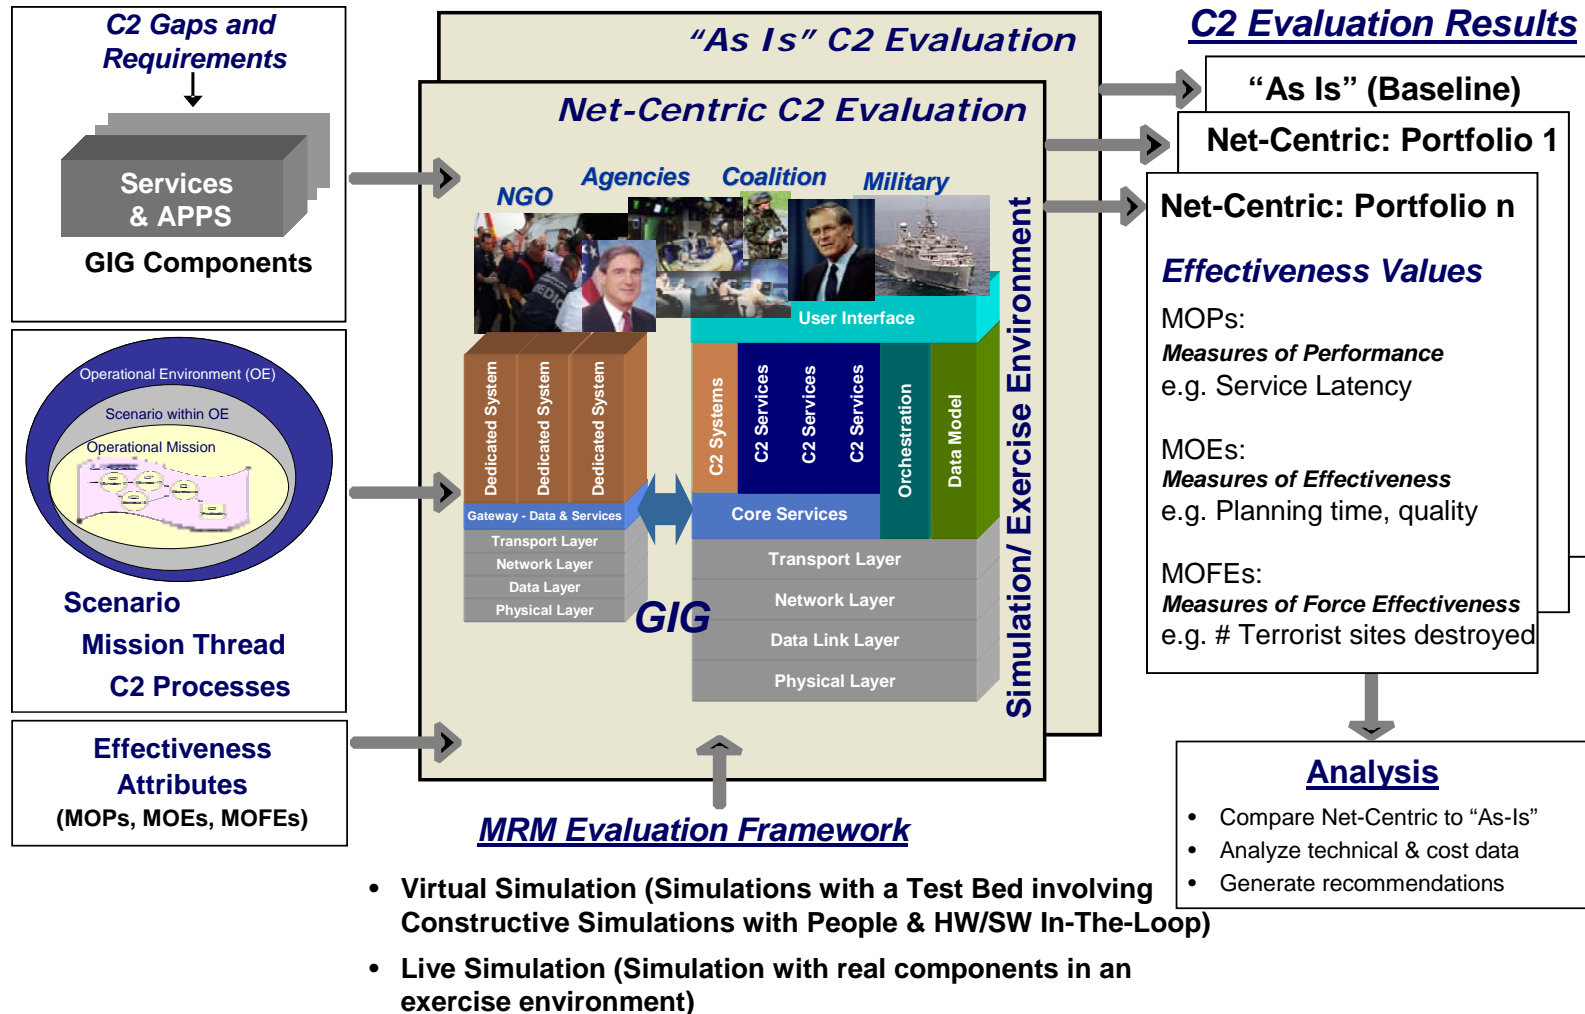 C2 Gaps and
Requirements
Services
& APPS
GIG Components
Operational Environment (OE)
Scenario within OE
Operational Mission
Scenario
Mission Thread
C2 Processes
Effectiveness
Attributes
(MOPs, MOEs, MOFEs)
“As Is” C2 Evaluation
Net-Centric C2 Evaluation
NGO
Agencies
Coalition
Military
MEDIC
User Interface
Dedicated System
Dedicated System
Dedicated System
C2 Systems
C2 Services
C2 Services
C2 Services
Orchestration
Data Model
Gateway - Data & Services
Core Services
Transport Layer
Network Layer
Data Layer
Physical Layer
GIG
Transport Layer
Network Layer
Data Link Layer
Physical Layer
Simulation/ Exercise Environment
MRM Evaluation Framework
• Virtual Simulation (Simulations with a Test Bed involving
Constructive Simulations with People & HW/SW In-The-Loop)
• Live Simulation (Simulation with real components in an
exercise environment)
C2 Evaluation Results
“As Is” (Baseline)
Net-Centric: Portfolio 1
Net-Centric: Portfolio n
Effectiveness Values
MOPs:
Measures of Performance
e.g. Service Latency
MOEs:
Measures of Effectiveness
e.g. Planning time, quality
MOFEs:
Measures of Force Effectiveness
e.g. # Terrorist sites destroyed
Analysis
• Compare Net-Centric to “As-Is”
• Analyze technical & cost data
• Generate recommendations